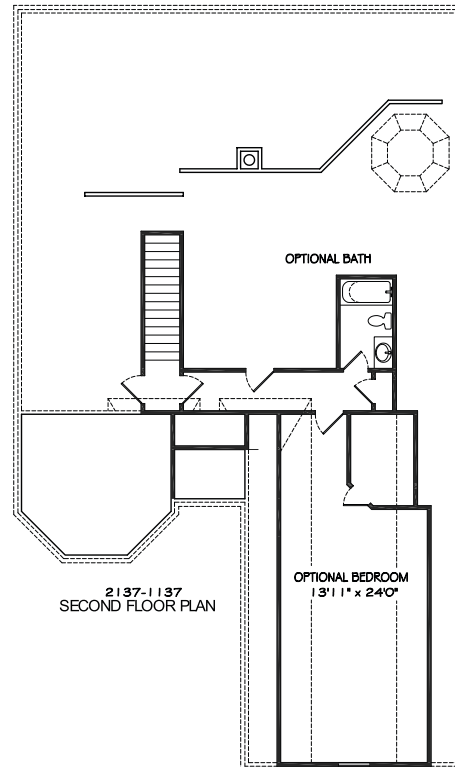 OPTIONAL BATH
OPTIONAL BEDROOM
13'11" x 24'0"
2137-1137
SECOND FLOOR PLAN